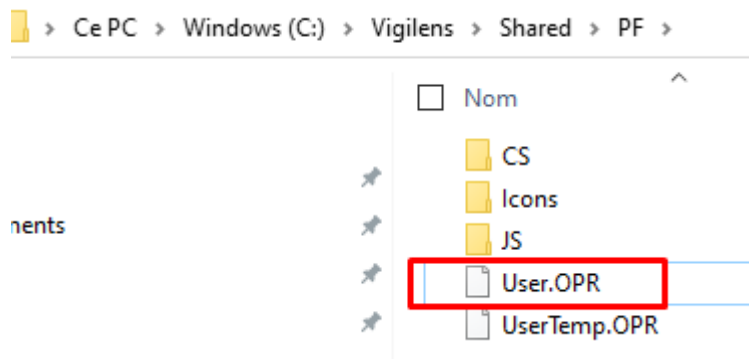 > Ce PC > Windows (C:) > Vigilens > Shared > PF >
Nom
CS
Icons
nents
JS
User.OPR
UserTemp.OPR